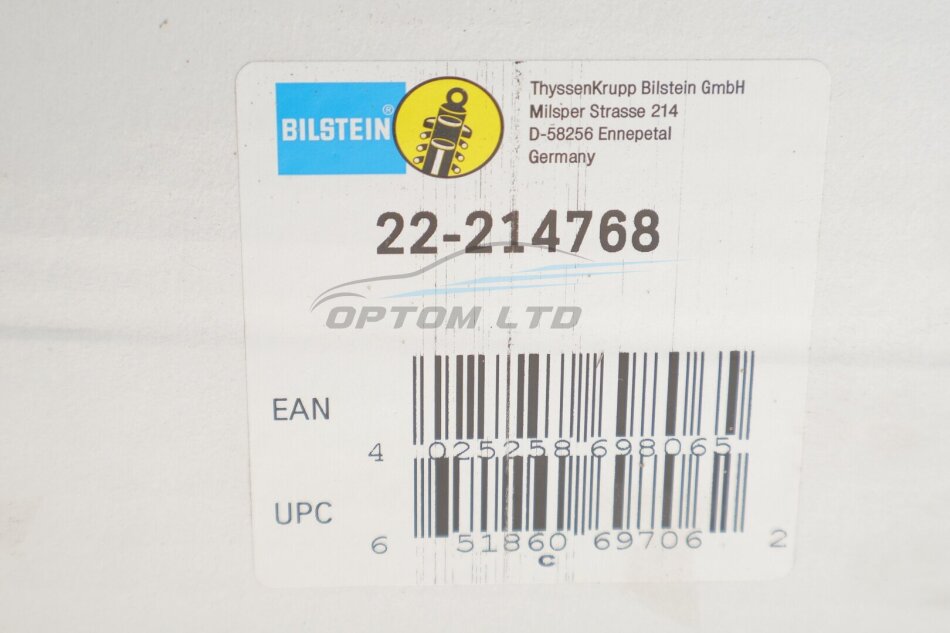 BILSTEIN®
ThyssenKrupp Bilstein GmbH
Milsper Strasse 214
D-58256 Ennepetal
Germany
22-214768
OPTOM LTD
EAN
4 025258 698065
UPC
6 51860 69706 2
C